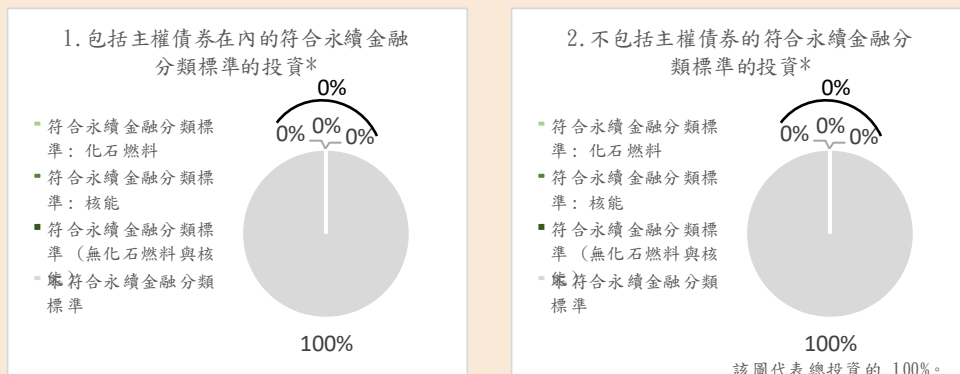 1.包括主權債券在內的符合永續金融
分類標準的投資*
0%
0% 0% 0%
符合永續金融分類標
準: 化石燃料
符合永續金融分類標
準: 核能
符合永續金融分類標
準 (無化石燃料與核
能)
未符合永續金融分類
標準
100%
2.不包括主權債券的符合永續金融分
類標準的投資*
0%
0% 0% 0%
符合永續金融分類標
準: 化石燃料
符合永續金融分類標
準: 核能
符合永續金融分類標
準 (無化石燃料與核
能)
未符合永續金融分類
標準
100%
該圖代表總投資的 100%。